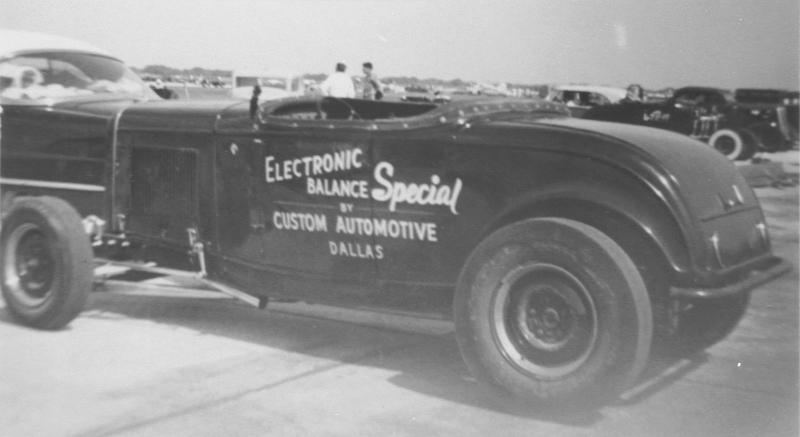 ELECTRONIC
BALANCE Special
BY
CUSTOM AUTOMOTIVE
DALLAS